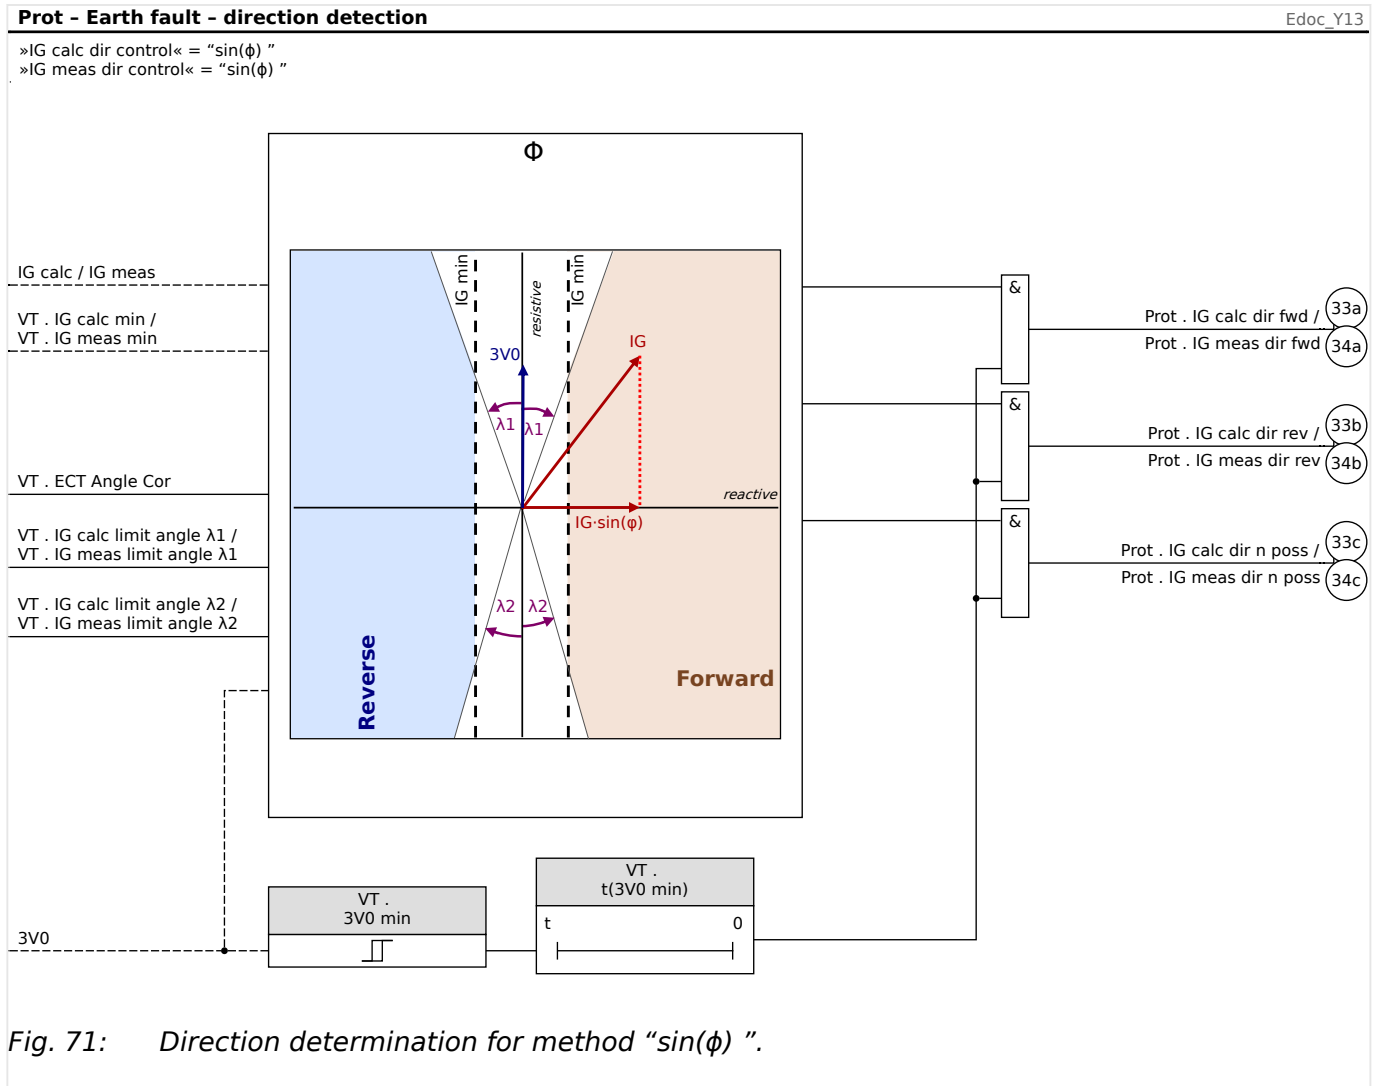 Prot – Earth fault – direction detection
Edoc_Y13
»IG calc dir control« = “sin(ϕ) ”
»IG meas dir control« = “sin(ϕ) ”
Φ
IG calc / IG meas
VT . IG calc min /
VT . IG meas min
VT . ECT Angle Cor
VT . IG calc limit angle λ1 /
VT . IG meas limit angle λ1
VT . IG calc limit angle λ2 /
VT . IG meas limit angle λ2
3V0
IG min
resistive
IG min
3V0
IG
λ1
λ1
reactive
IG·sin(φ)
λ2
λ2
Reverse
Forward
&
Prot . IG calc dir fwd /
33a
Prot . IG meas dir fwd
34a
&
Prot . IG calc dir rev /
33b
Prot . IG meas dir rev
34b
&
Prot . IG calc dir n poss /
33c
Prot . IG meas dir n poss
34c
VT .
3V0 min
VT .
t(3V0 min)
t
0
Fig. 71: Direction determination for method “sin(ϕ) ”.